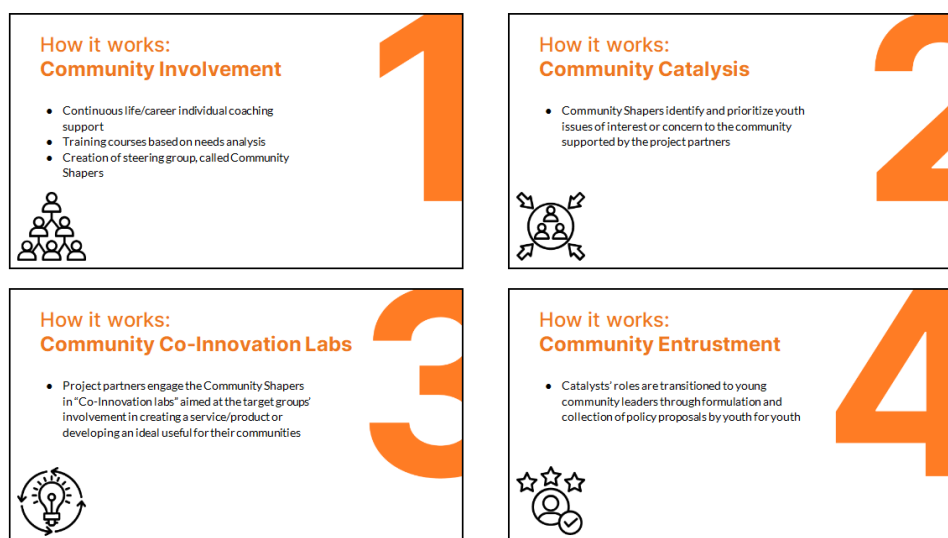 How it works:
Community Involvement
1
● Continuous life/career individual coaching
support
● Training courses based on needs analysis
● Creation of steering group, called Community
Shapers
How it works:
Community Catalysis
2
● Community Shapers identify and prioritize youth
issues of interest or concern to the community
supported by the project partners
How it works:
Community Co-Innovation Labs
3
● Project partners engage the Community Shapers
in “Co-Innovation labs” aimed at the target groups’
involvement in creating a service/product or
developing an ideal useful for their communities
How it works:
Community Entrustment
4
● Catalysts’ roles are transitioned to young
community leaders through formulation and
collection of policy proposals by youth for youth